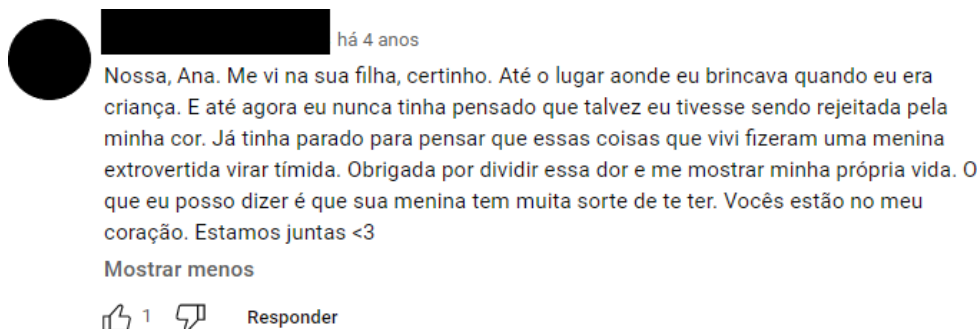 há 4 anos
Nossa, Ana. Me vi na sua filha, certinho. Até o lugar aonde eu brincava quando eu era
criança. E até agora eu nunca tinha pensado que talvez eu tivesse sendo rejeitada pela
minha cor. Já tinha parado para pensar que essas coisas que vivi fizeram uma menina
extrovertida virar tímida. Obrigada por dividir essa dor e me mostrar minha própria vida. O
que eu posso dizer é que sua menina tem muita sorte de te ter. Vocês estão no meu
coração. Estamos juntas <3
Mostrar menos
1 Responder